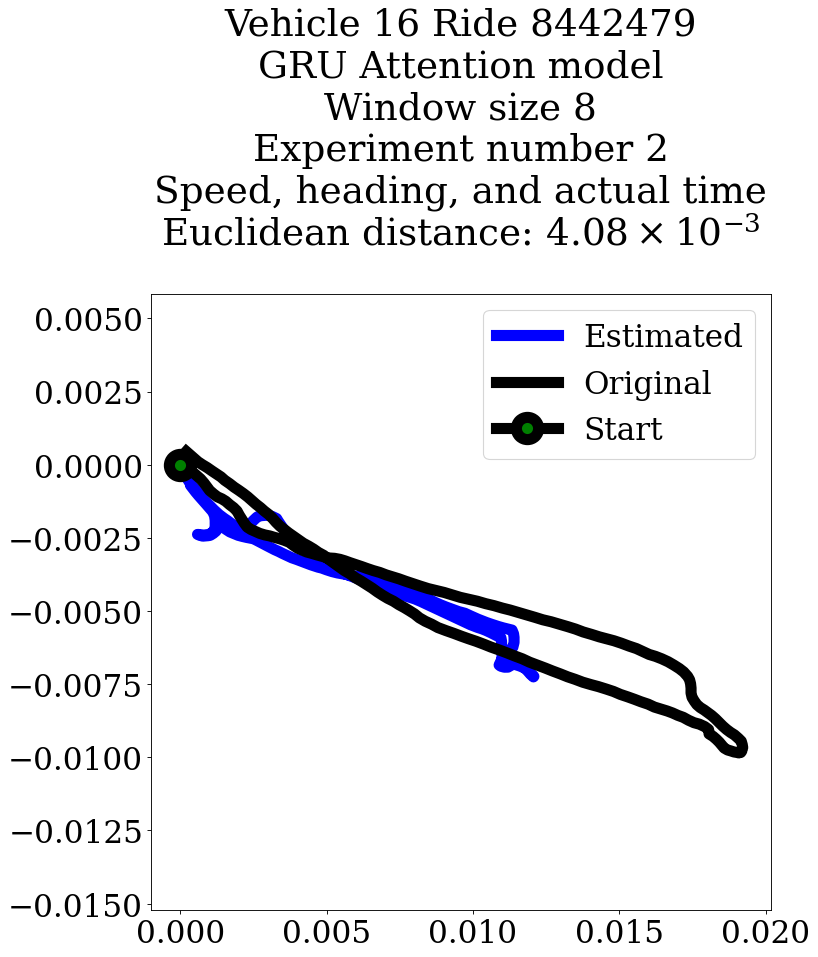 Vehicle 16 Ride 8442479
GRU Attention model
Window size 8
Experiment number 2
Speed, heading, and actual time
Euclidean distance: 4.08 × 10⁻³
Estimated
Original
Start
0.0050
0.0025
0.0000
−0.0025
−0.0050
−0.0075
−0.0100
−0.0125
−0.0150
0.000 0.005 0.010 0.015 0.020